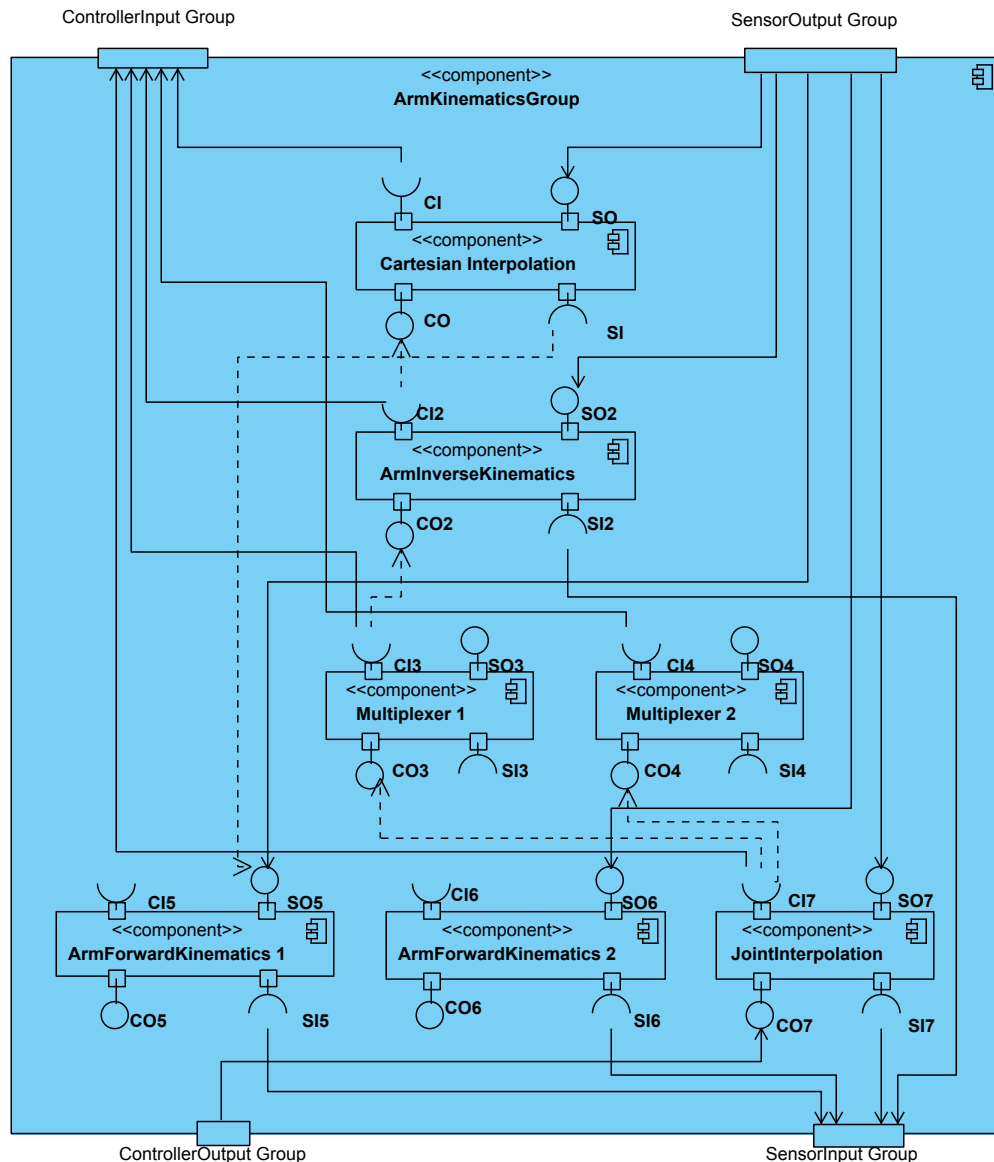 ControllerInput Group
SensorOutput Group
<<component>>
ArmKinematicsGroup
CI
SO
<<component>>
Cartesian Interpolation
CO
SI
CI2
SO2
<<component>>
ArmInverseKinematics
CO2
SI2
CI3
SO3
CI4
SO4
<<component>>
Multiplexer 1
<<component>>
Multiplexer 2
CO3
SI3
CO4
SI4
CI5
SO5
CI6
SO6
CI7
SO7
<<component>>
ArmForwardKinematics 1
<<component>>
ArmForwardKinematics 2
<<component>>
JointInterpolation
CO5
SI5
CO6
SI6
CO7
SI7
ControllerOutput Group
SensorInput Group